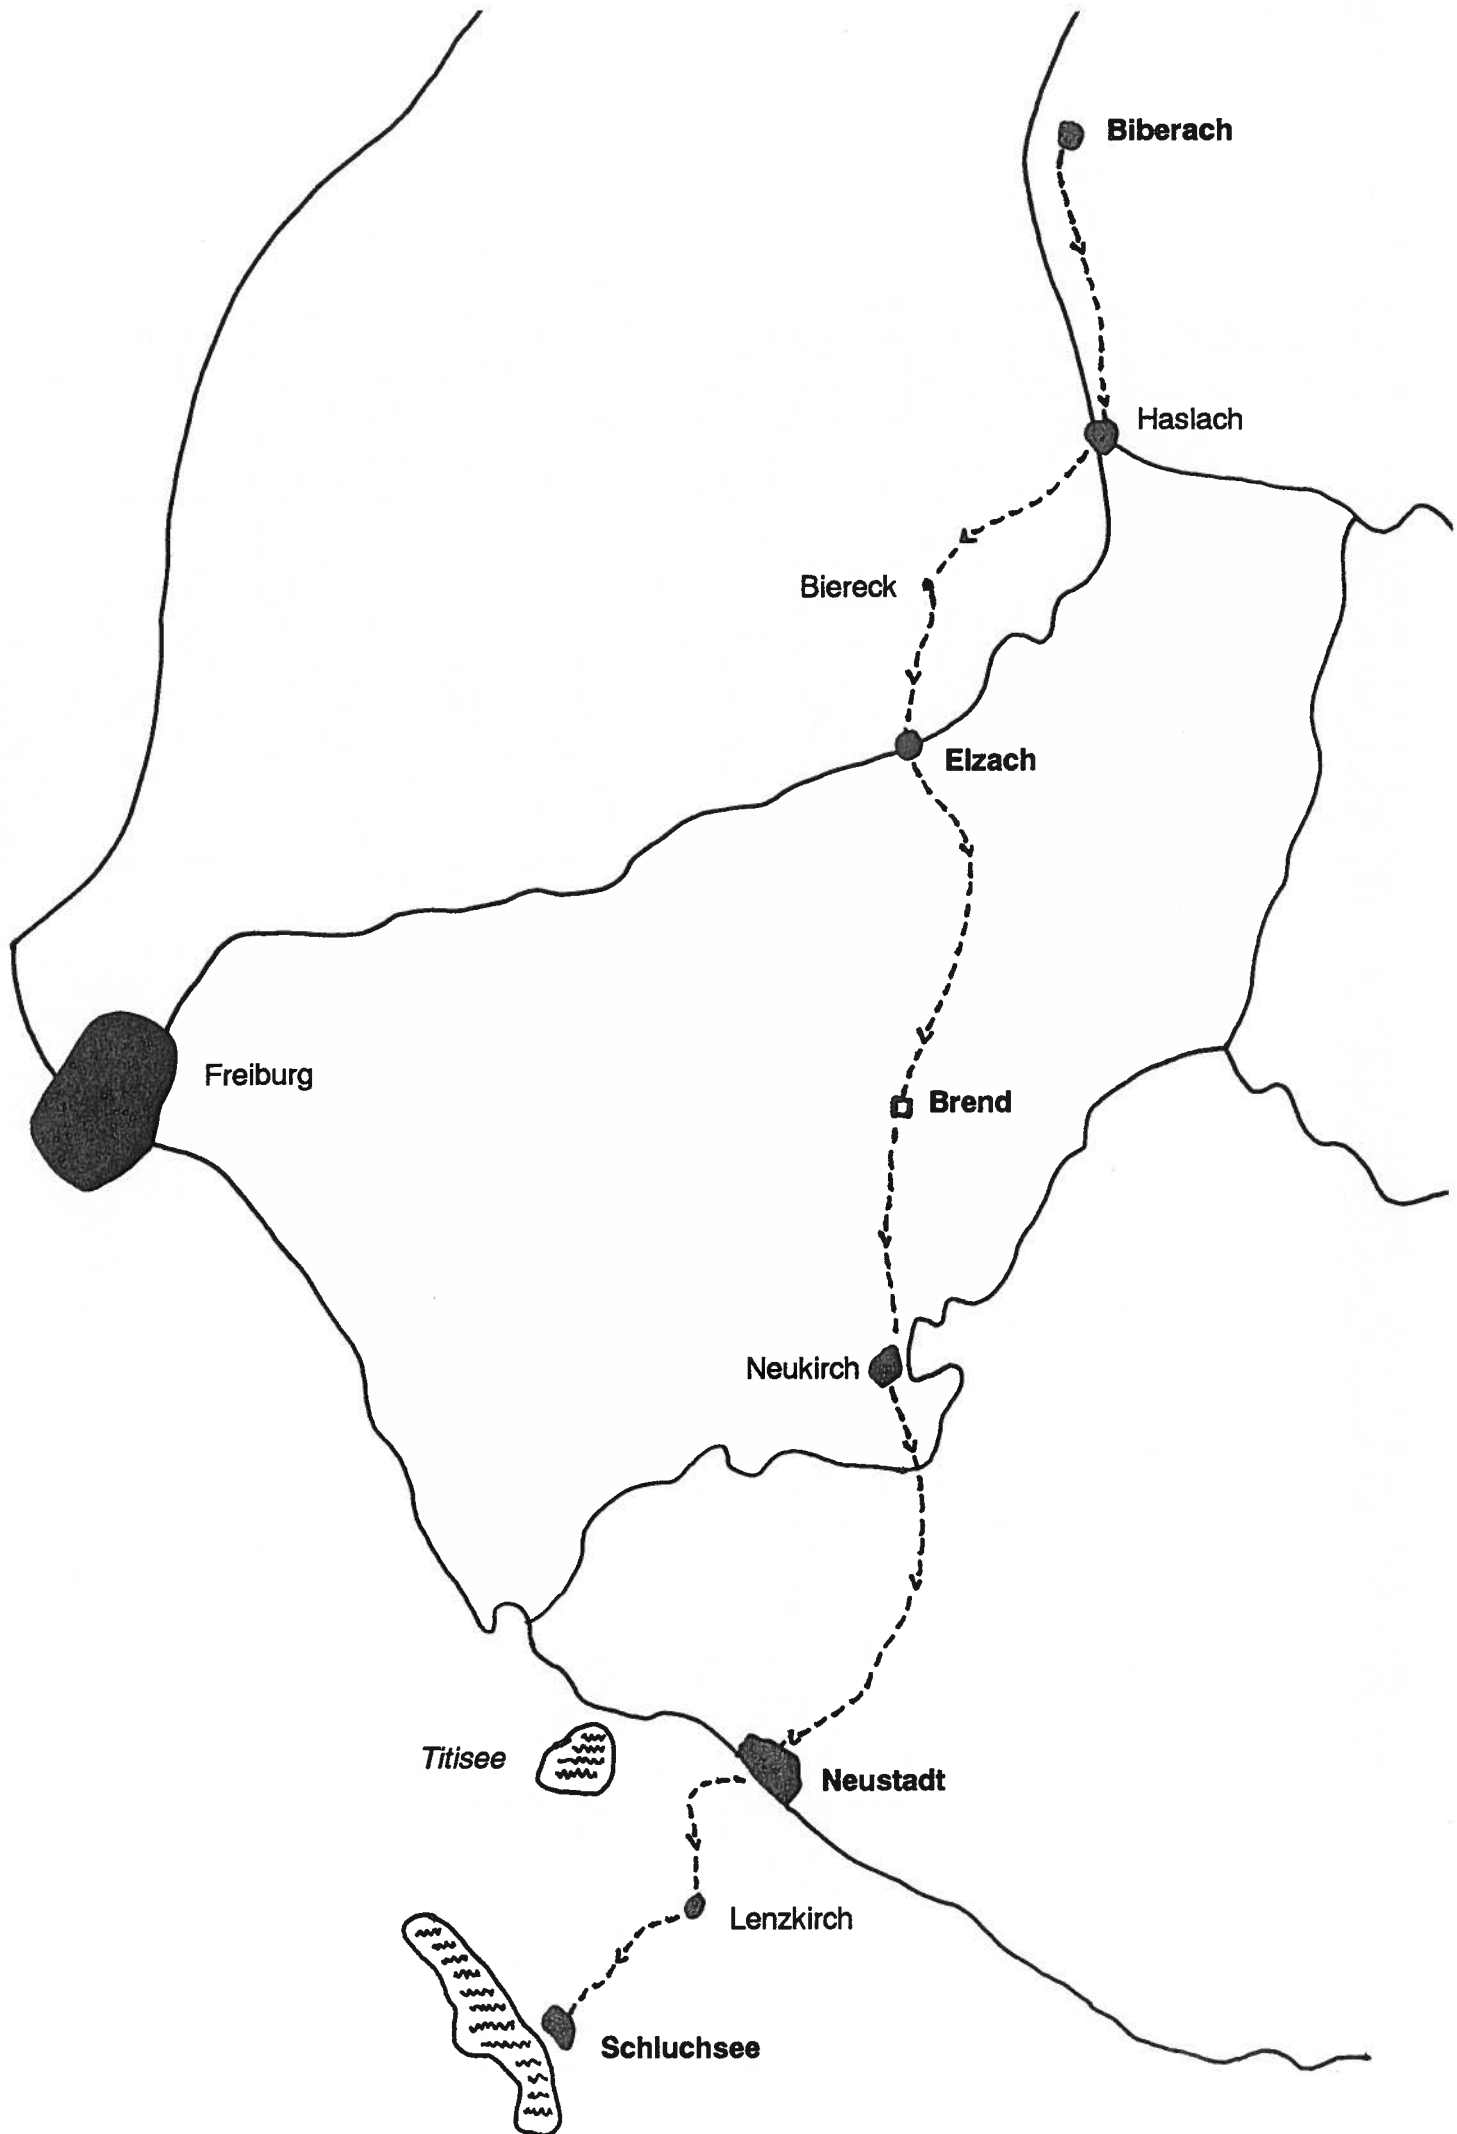 Biberach
Haslach
Biereck
Elzach
Freiburg
Brend
Neukirch
Titisee
Neustadt
Lenzkirch
Schluchsee